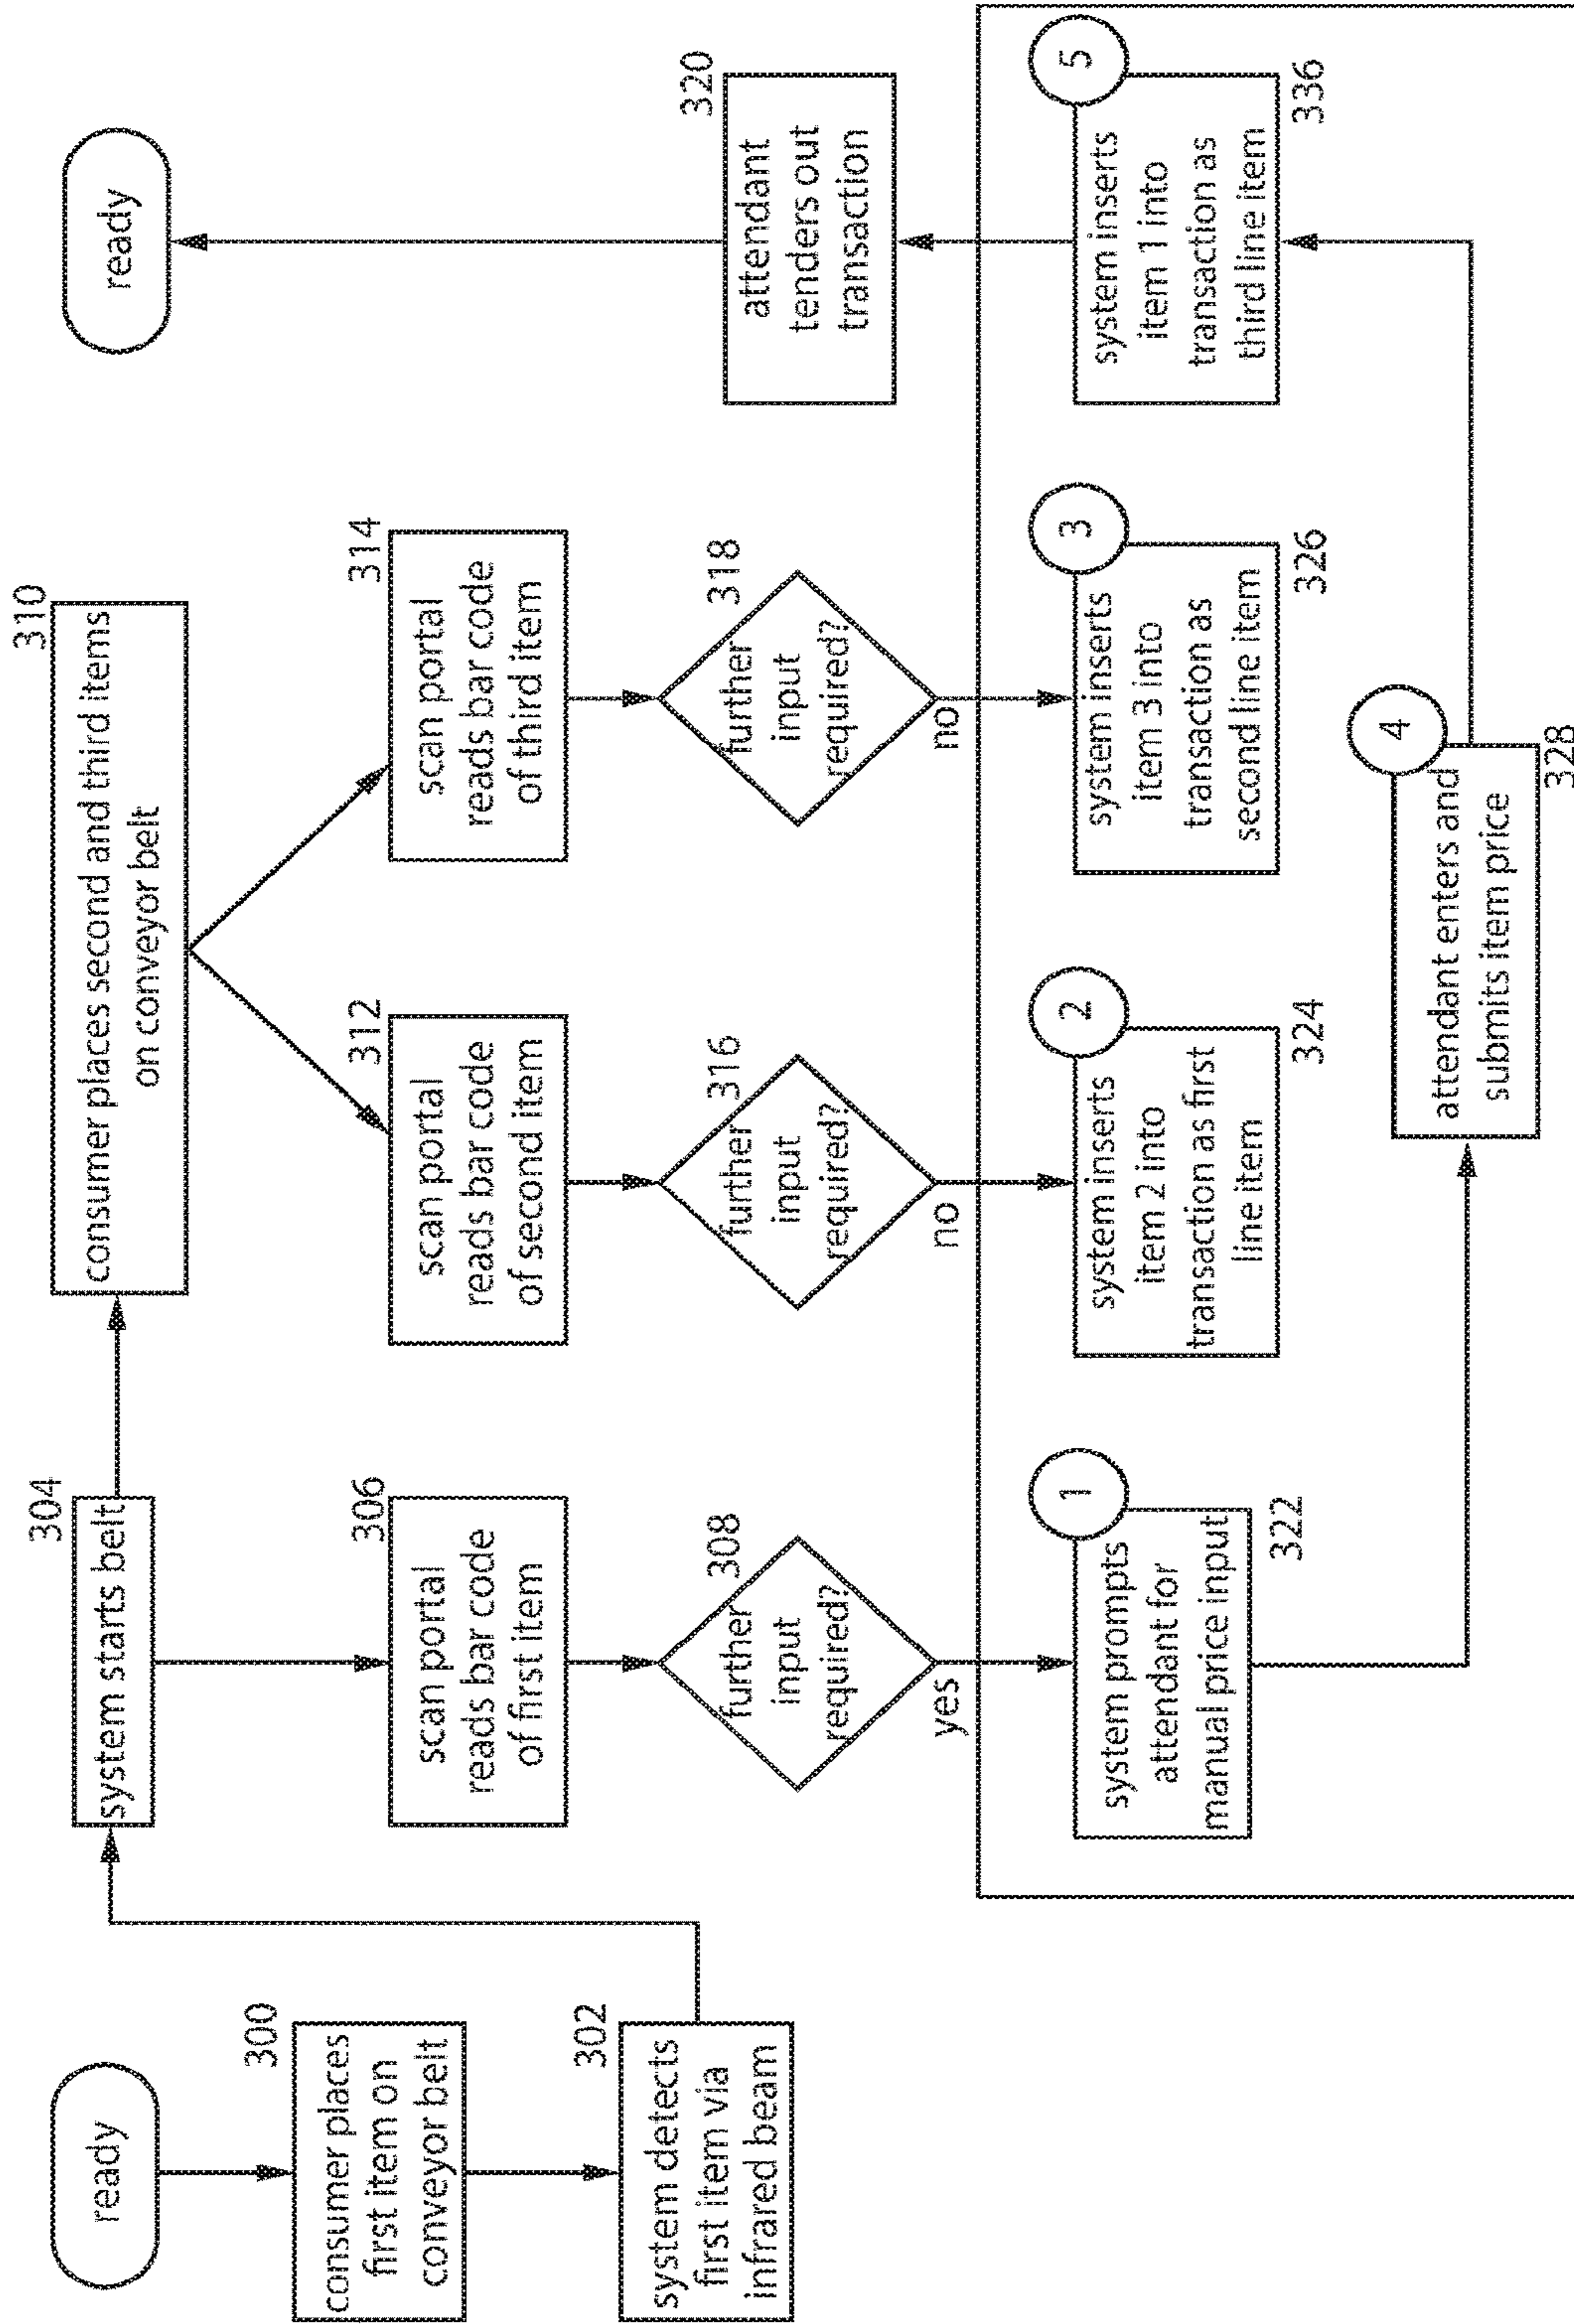 ready
300
consumer places
first item on
conveyor belt
302
system detects
first item via
infrared beam
304
system starts belt
306
scan portal
reads bar code
of first item
308
further
input
required?
yes
1
system prompts
attendant for
manual price input
322
310
consumer places second and third items
on conveyor belt
312
scan portal
reads bar code
of second item
316
further
input
required?
no
2
system inserts
item 2 into
transaction as first
line item
324
314
scan portal
reads bar code
of third item
318
further
input
required?
no
3
system inserts
item 3 into
transaction as
second line item
326
4
attendant enters and
submits item price
328
ready
320
attendant
tenders out
transaction
5
system inserts
item 1 into
transaction as
third line item
336